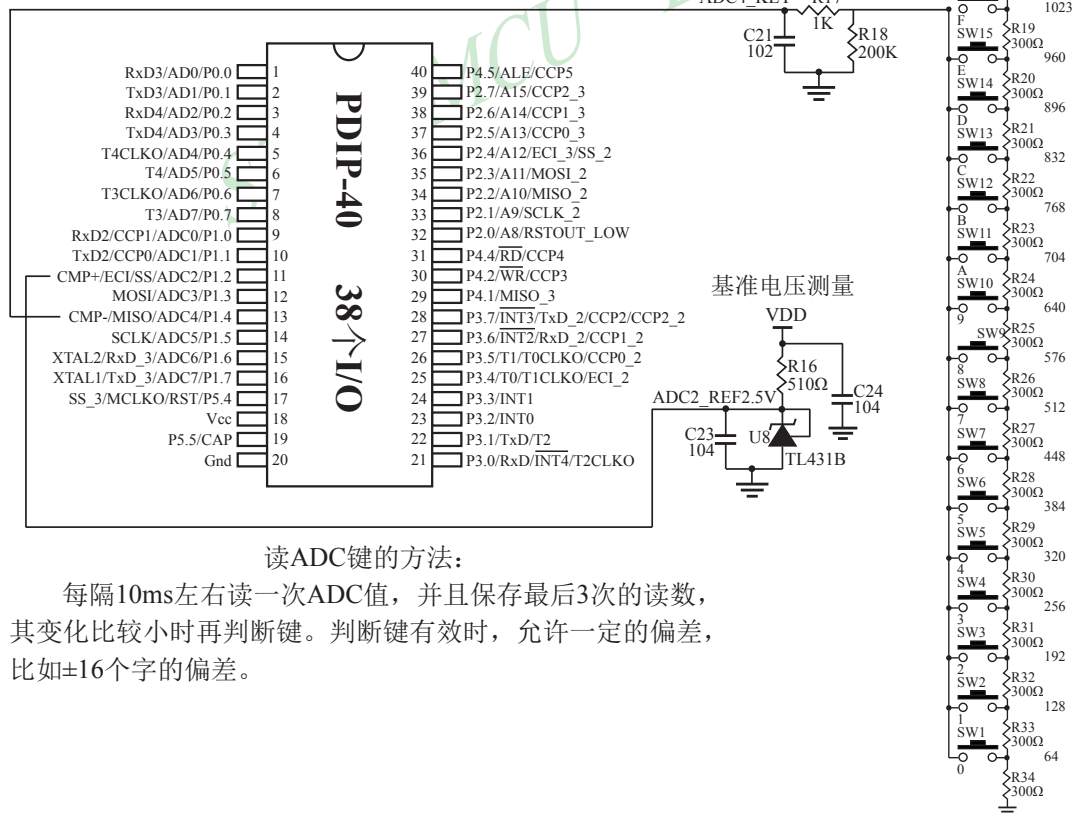 1K
C21
102
R18
200K
RxD3/AD0/P0.0 1
TxD3/AD1/P0.1 2
RxD4/AD2/P0.2 3
TxD4/AD3/P0.3 4
T4CLKO/AD4/P0.4 5
T4/AD5/P0.5 6
T3CLKO/AD6/P0.6 7
T3/AD7/P0.7 8
RxD2/CCP1/ADC0/P1.0 9
TxD2/CCP0/ADC1/P1.1 10
CMP+/ECI/SS/ADC2/P1.2 11
MOSI/ADC3/P1.3 12
CMP-/MISO/ADC4/P1.4 13
SCLK/ADC5/P1.5 14
XTAL2/RxD_3/ADC6/P1.6 15
XTAL1/TxD_3/ADC7/P1.7 16
SS_3/MCLKO/RST/P5.4 17
Vcc 18
P5.5/CAP 19
Gnd 20
PDIP-40 38个I/O
40 P4.5/ALE/CCP5
39 P2.7/A15/CCP2_3
38 P2.6/A14/CCP1_3
37 P2.5/A13/CCP0_3
36 P2.4/A12/ECI_3/SS_2
35 P2.3/A11/MOSI_2
34 P2.2/A10/MISO_2
33 P2.1/A9/SCLK_2
32 P2.0/A8/RSTOUT_LOW
31 P4.4/RD/CCP4
30 P4.2/WR/CCP3
29 P4.1/MISO_3
28 P3.7/INT3/TxD_2/CCP2/CCP2_2
27 P3.6/INT2/RxD_2/CCP1_2
26 P3.5/T1/T0CLKO/CCP0_2
25 P3.4/T0/T1CLKO/ECI_2
24 P3.3/INT1
23 P3.2/INT0
22 P3.1/TxD/T2
21 P3.0/RxD/INT4/T2CLKO
MCU
基准电压测量
VDD
R16
510Ω
C24
104
ADC2_REF2.5V
C23
104
U8
TL431B
1023
F
SW15
R19
300Ω
960
E
SW14
R20
300Ω
896
D
SW13
R21
300Ω
832
C
SW12
R22
300Ω
768
B
SW11
R23
300Ω
704
A
SW10
R24
300Ω
640
9
SW9
R25
300Ω
576
8
SW8
R26
300Ω
512
7
SW7
R27
300Ω
448
6
SW6
R28
300Ω
384
5
SW5
R29
300Ω
320
4
SW4
R30
300Ω
256
3
SW3
R31
300Ω
192
2
SW2
R32
300Ω
128
1
SW1
R33
300Ω
64
0
R34
300Ω
读ADC键的方法：
每隔10ms左右读一次ADC值，并且保存最后3次的读数，
其变化比较小时再判断键。判断键有效时，允许一定的偏差，
比如±16个字的偏差。